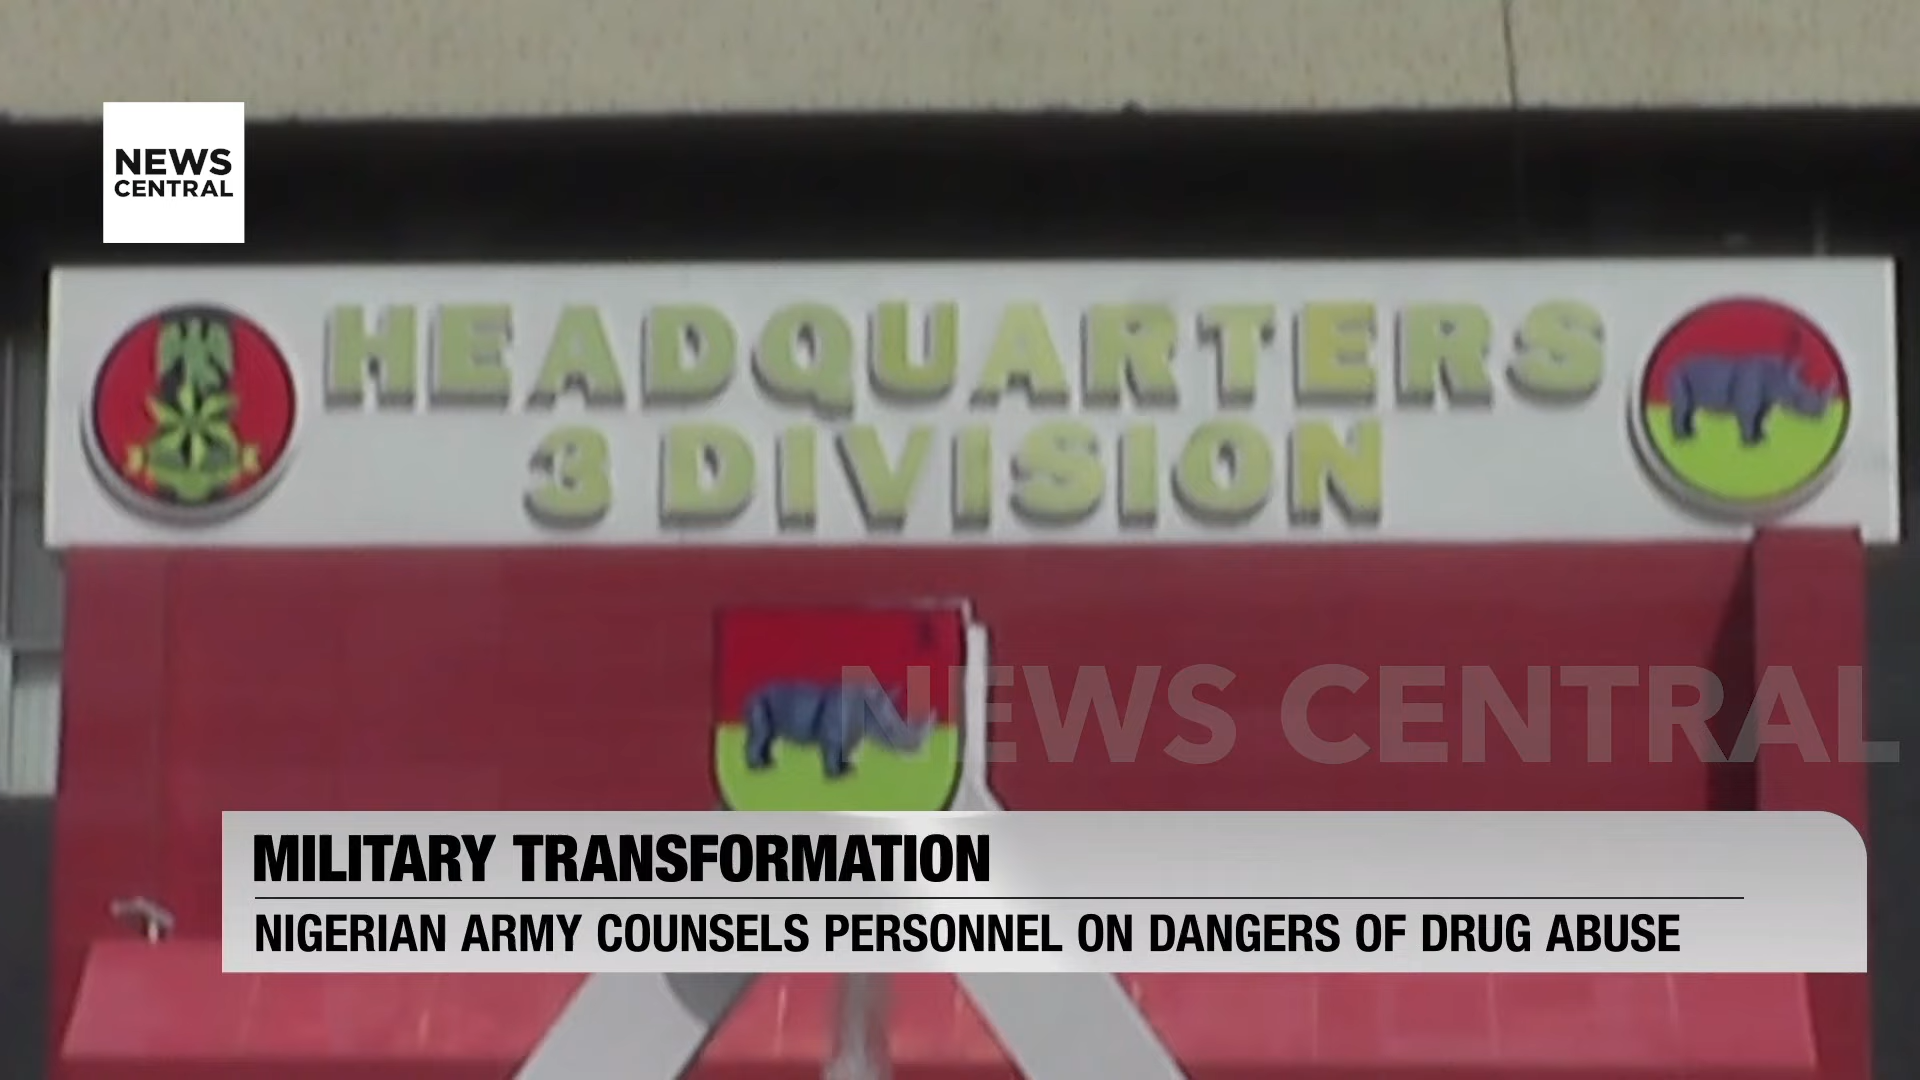 NEWS
CENTRAL
HEADQUARTERS
3 DIVISION
NEWS CENTRAL
MILITARY TRANSFORMATION
NIGERIAN ARMY COUNSELS PERSONNEL ON DANGERS OF DRUG ABUSE